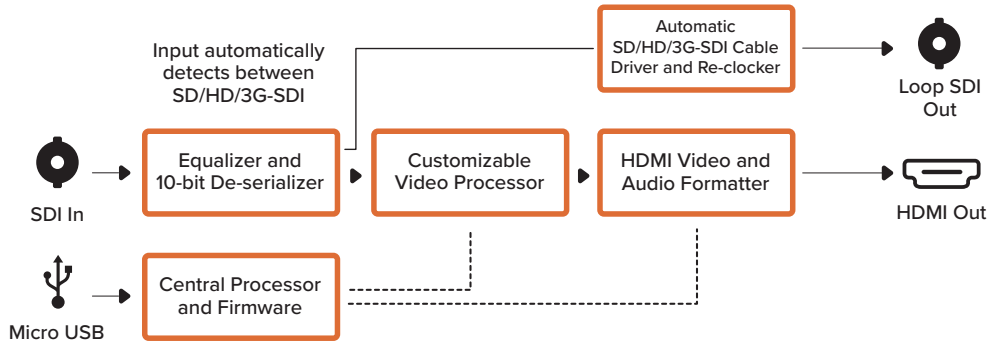 Input automatically
detects between
SD/HD/3G-SDI
Automatic
SD/HD/3G-SDI Cable
Driver and Re-clocker
Loop SDI
Out
SDI In
Equalizer and
10-bit De-serializer
Customizable
Video Processor
HDMI Video and
Audio Formatter
HDMI Out
Micro USB
Central Processor
and Firmware